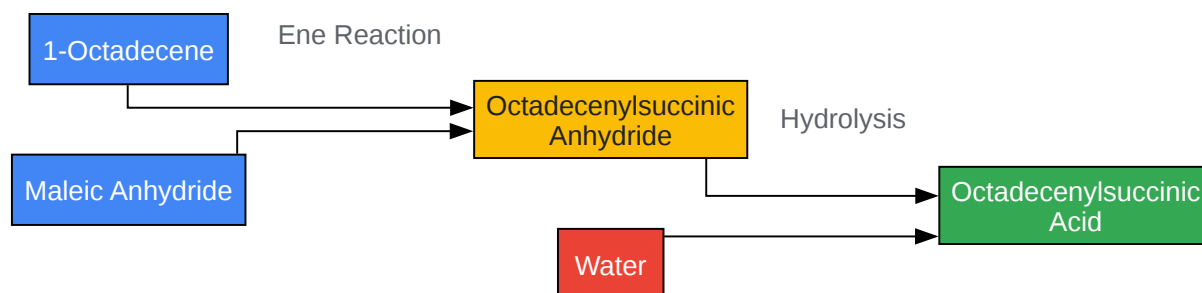 1-Octadecene
Ene Reaction
Maleic Anhydride
Octadecenylsuccinic
Anhydride
Hydrolysis
Water
Octadecenylsuccinic
Acid